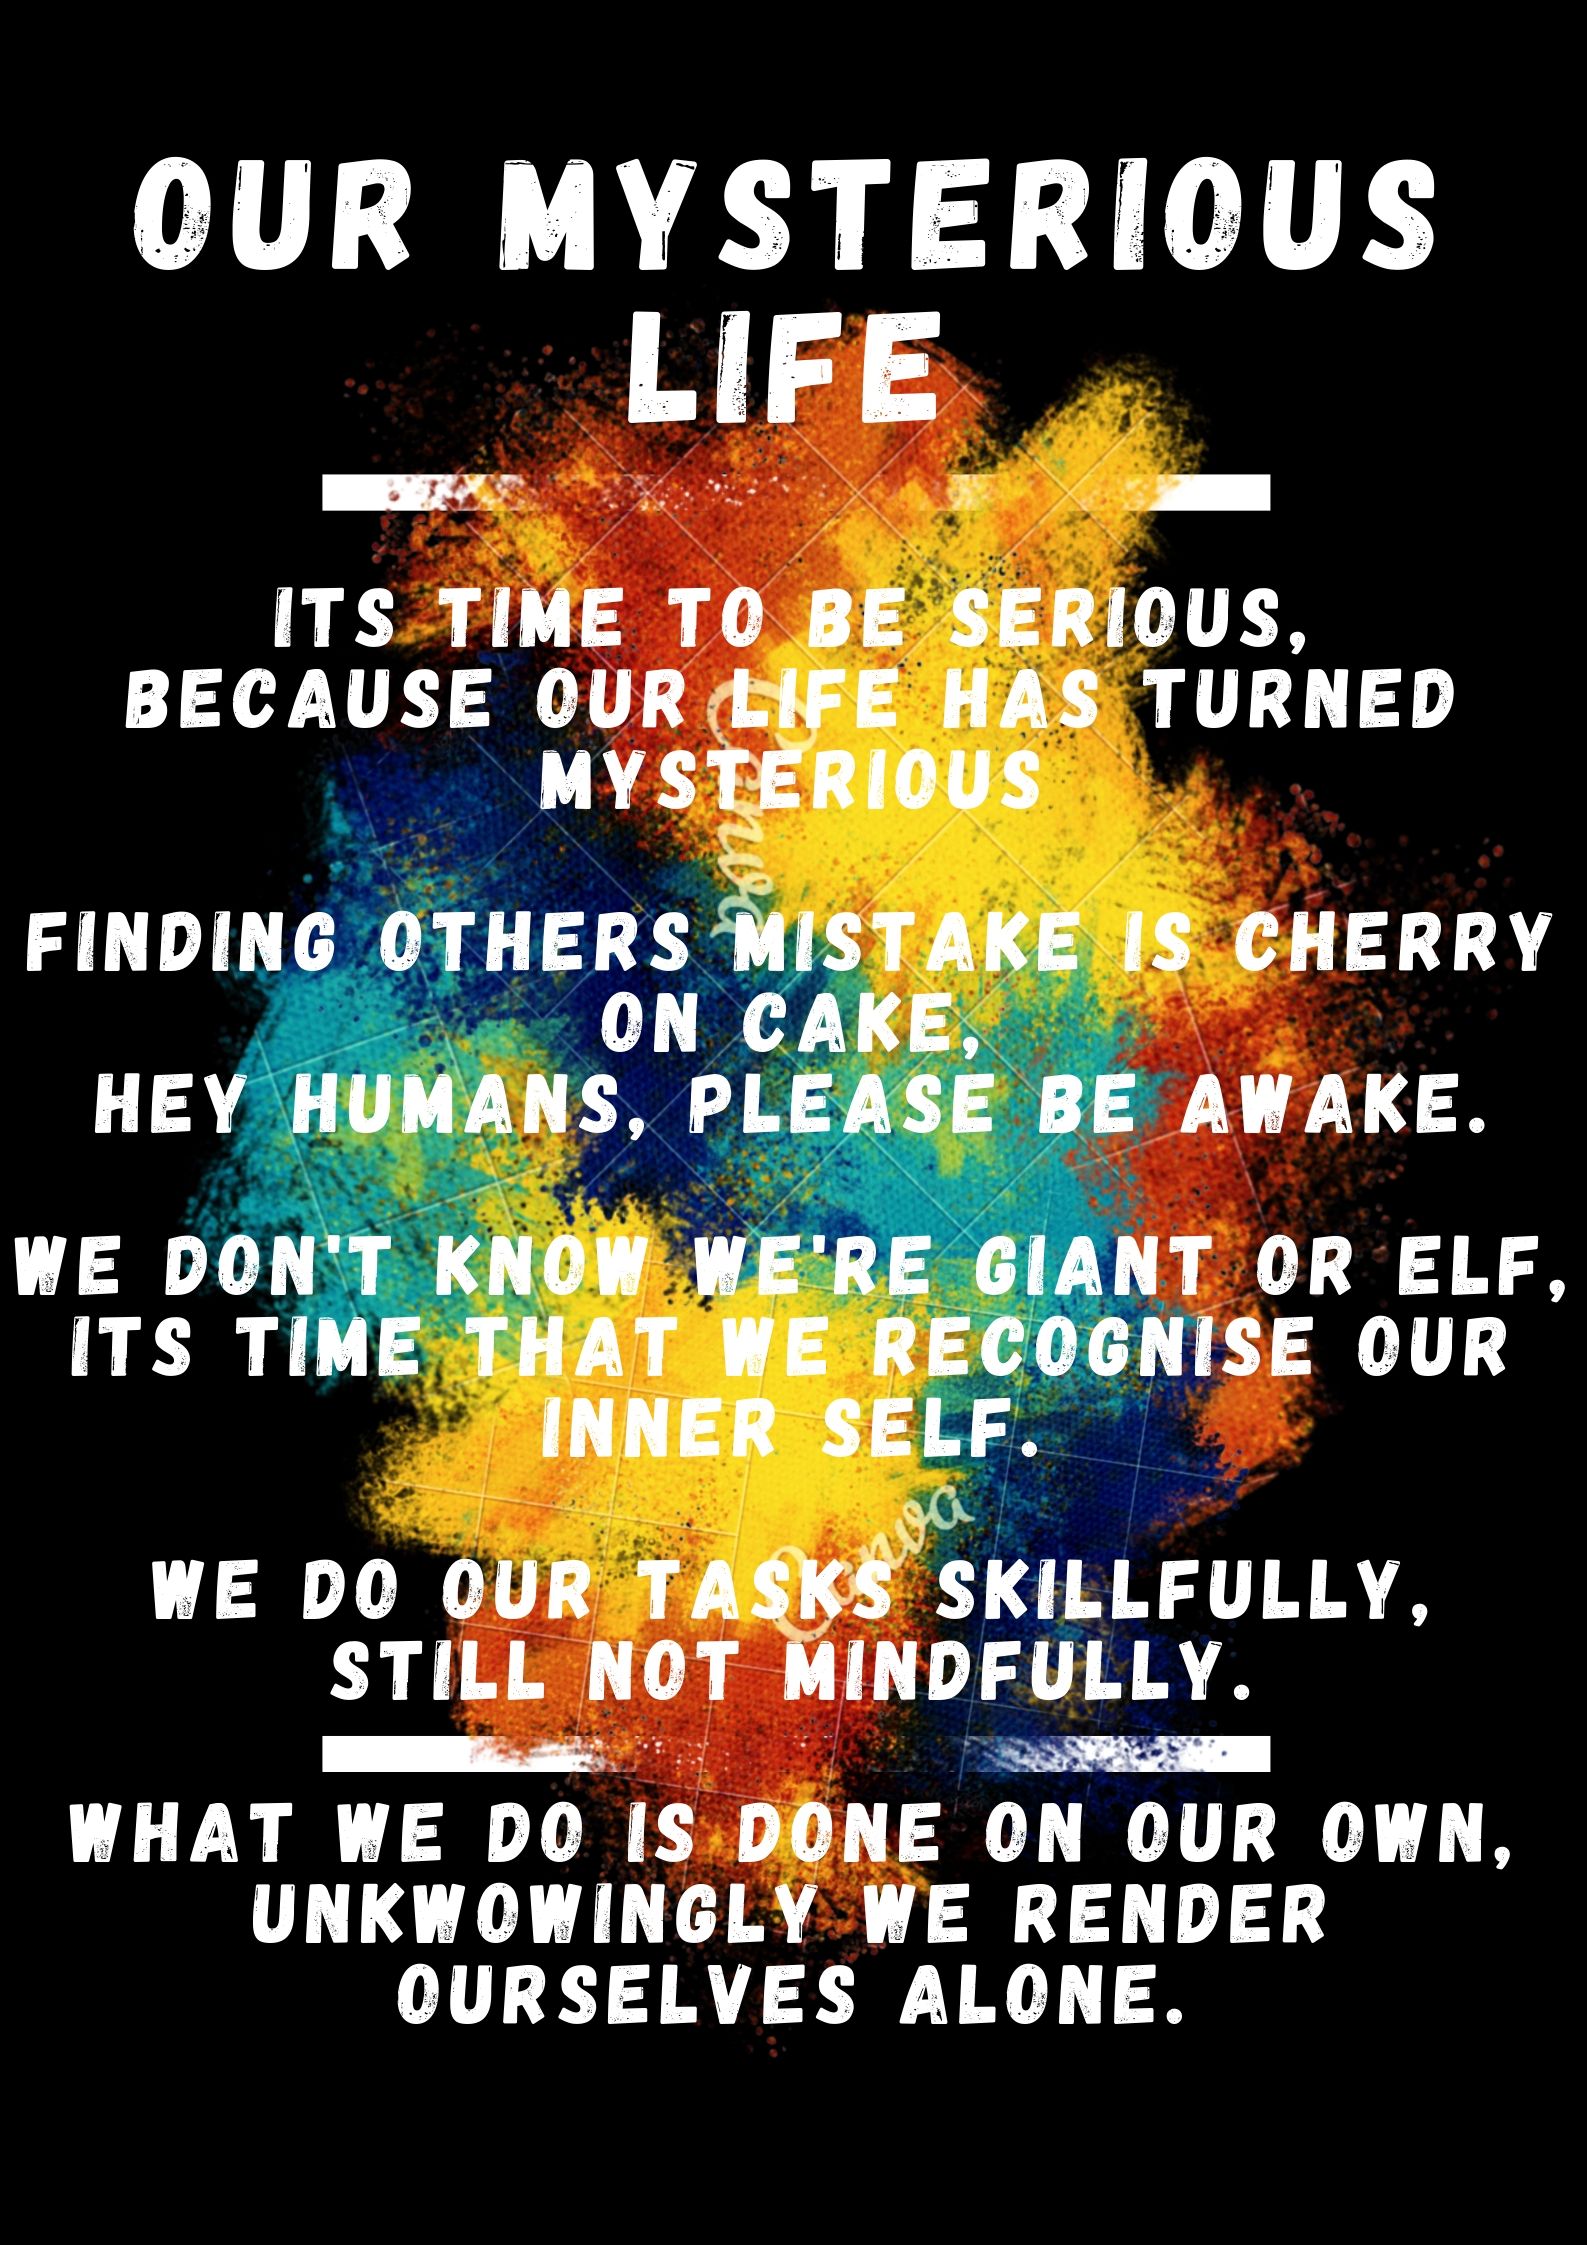 OUR MYSTERIOUS
LIFE
ITS TIME TO BE SERIOUS,
BECAUSE OUR LIFE HAS TURNED
MYSTERIOUS
FINDING OTHERS MISTAKE IS CHERRY
ON CAKE,
HEY HUMANS, PLEASE BE AWAKE.
WE DON'T KNOW WE'RE GIANT OR ELF,
ITS TIME THAT WE RECOGNISE OUR
INNER SELF.
WE DO OUR TASKS SKILLFULLY,
STILL NOT MINDFULLY.
WHAT WE DO IS DONE ON OUR OWN,
UNKWOWINGLY WE RENDER
OURSELVES ALONE.
Canva
Canva